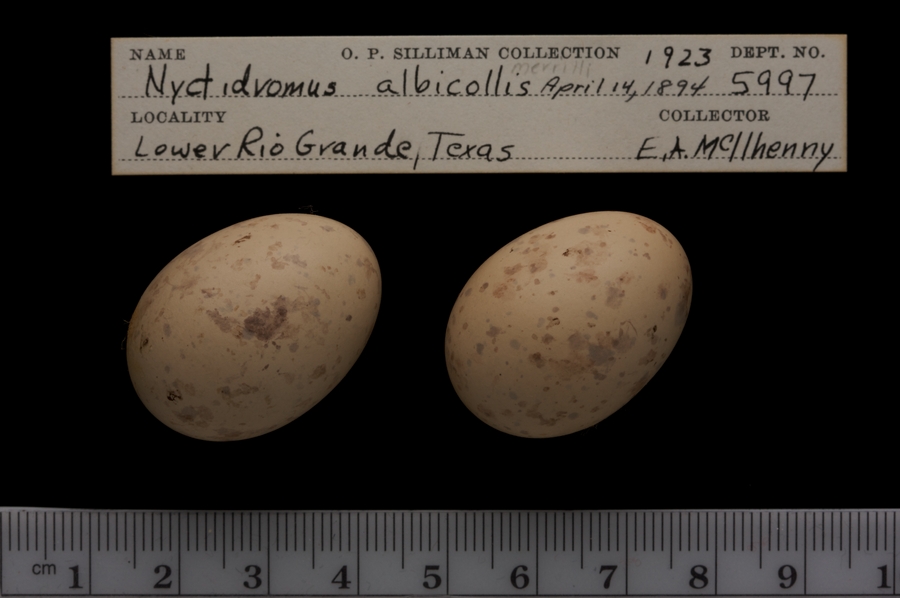 NAME O. P. SILLIMAN COLLECTION 1923 DEPT. NO.
merrilli
Nyctidromus albicollis April 14, 1894 5997
LOCALITY COLLECTOR
Lower Rio Grande, Texas E. A. McIlhenny
cm 1 2 3 4 5 6 7 8 9 1